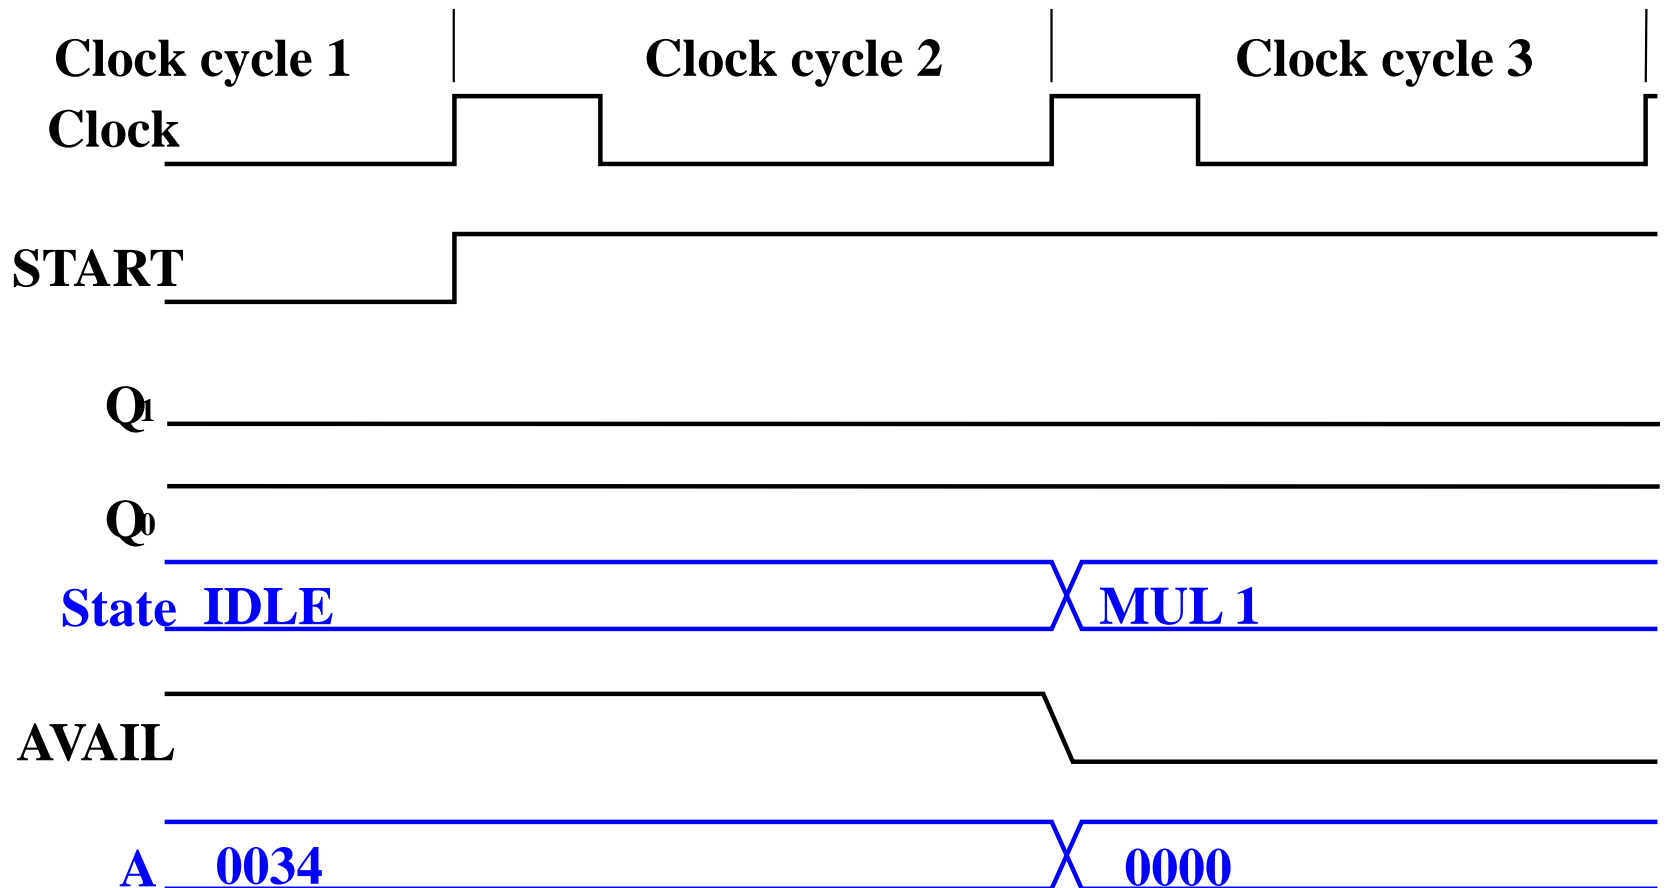 Clock cycle 1 Clock cycle 2 Clock cycle 3
Clock
START
Q1
Q0
State IDLE MUL 1
AVAIL
A 0034 0000